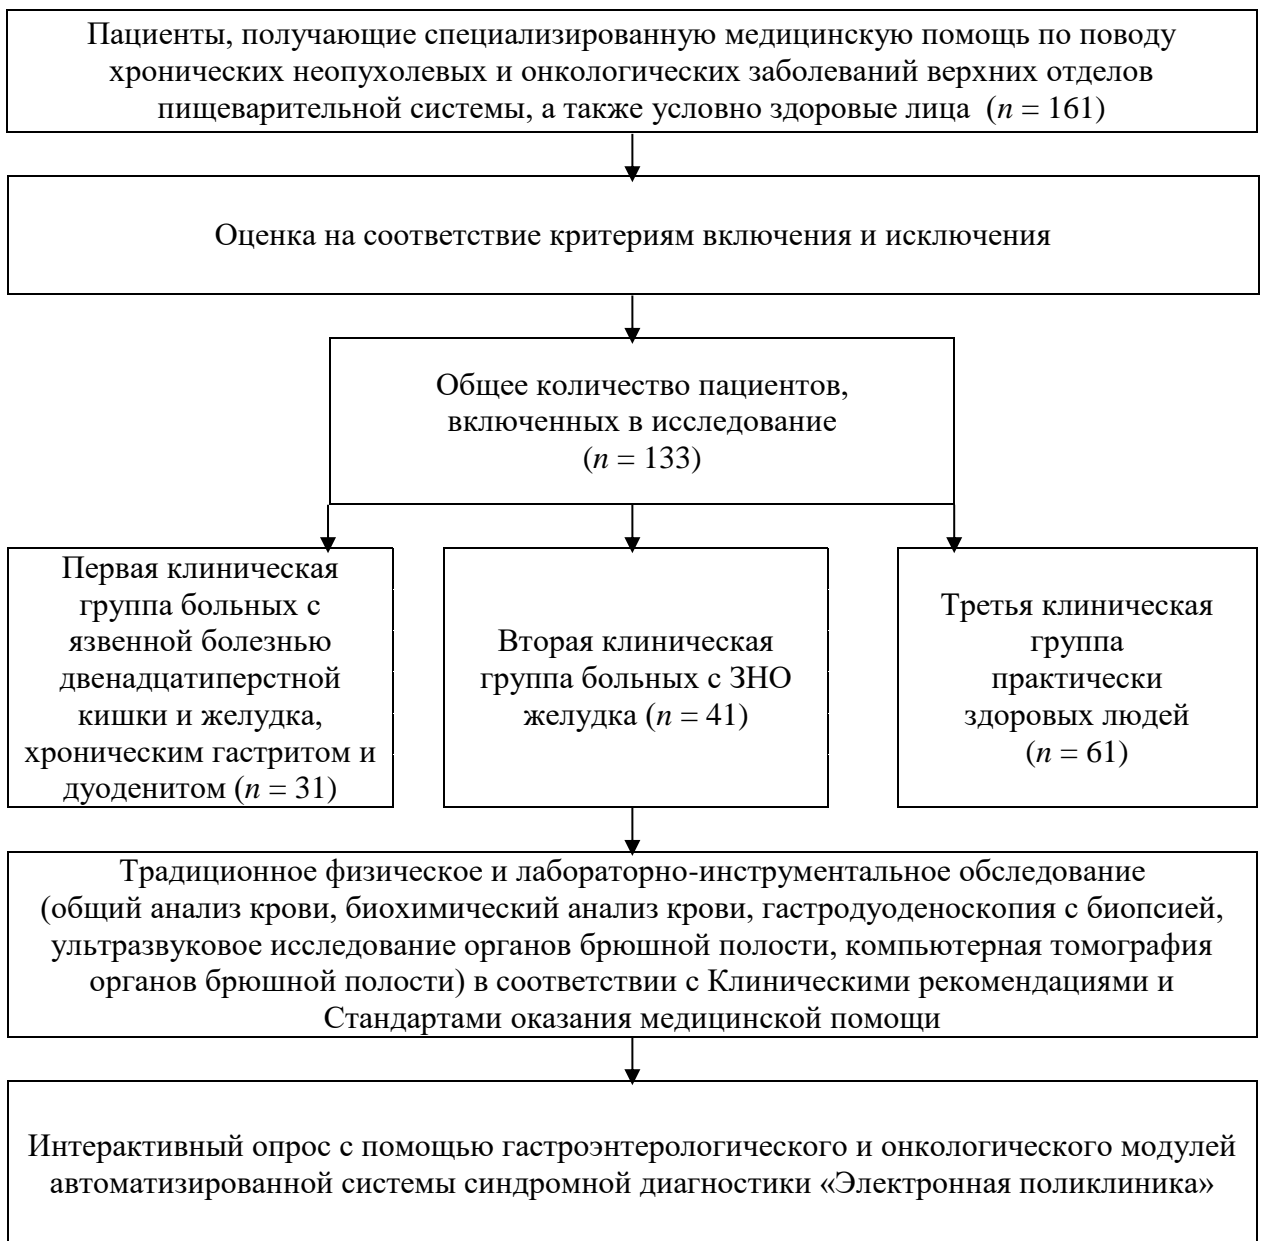 Пациенты, получающие специализированную медицинскую помощь по поводу
хронических неопухолевых и онкологических заболеваний верхних отделов
пищеварительной системы, а также условно здоровые лица (n = 161)
Оценка на соответствие критериям включения и исключения
Общее количество пациентов,
включенных в исследование
(n = 133)
Первая клиническая
группа больных с
язвенной болезнью
двенадцатиперстной
кишки и желудка,
хроническим гастритом и
дуоденитом (n = 31)
Вторая клиническая
группа больных с ЗНО
желудка (n = 41)
Третья клиническая
группа
практически
здоровых людей
(n = 61)
Традиционное физическое и лабораторно-инструментальное обследование
(общий анализ крови, биохимический анализ крови, гастродуоденоскопия с биопсией,
ультразвуковое исследование органов брюшной полости, компьютерная томография
органов брюшной полости) в соответствии с Клиническими рекомендациями и
Стандартами оказания медицинской помощи
Интерактивный опрос с помощью гастроэнтерологического и онкологического модулей
автоматизированной системы синдромной диагностики «Электронная поликлиника»